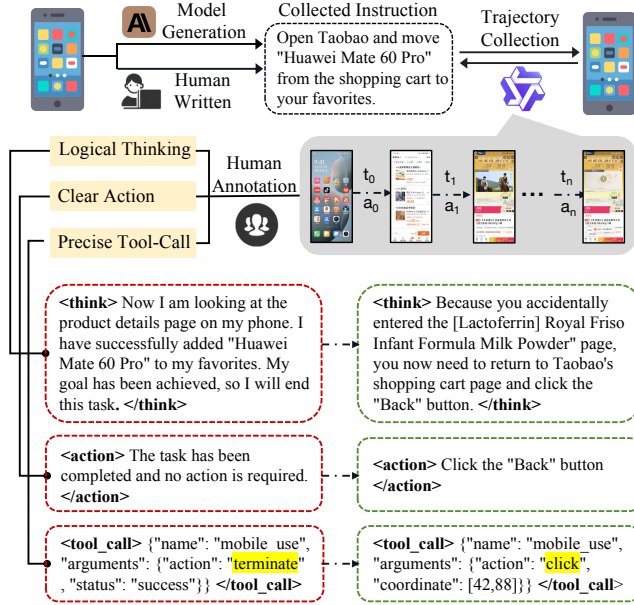 Model
Generation
Human
Written
Collected Instruction
Open Taobao and move
"Huawei Mate 60 Pro"
from the shopping cart to
your favorites.
Trajectory
Collection
Logical Thinking
Clear Action
Precise Tool-Call
Human
Annotation
t0
a0
t1
a1
...
tn
an
<think> Now I am looking at the
product details page on my phone. I
have successfully added "Huawei
Mate 60 Pro" to my favorites. My
goal has been achieved, so I will end
this task. </think>
<think> Because you accidentally
entered the [Lactoferrin] Royal Friso
Infant Formula Milk Powder" page,
you now need to return to Taobao's
shopping cart page and click the
"Back" button. </think>
<action> The task has been
completed and no action is required.
</action>
<action> Click the "Back" button
</action>
<tool_call> {"name": "mobile_use",
"arguments": {"action": "terminate"
, "status": "success"}} </tool_call>
<tool_call> {"name": "mobile_use",
"arguments": {"action": "click",
"coordinate": [42,88]}} </tool_call>